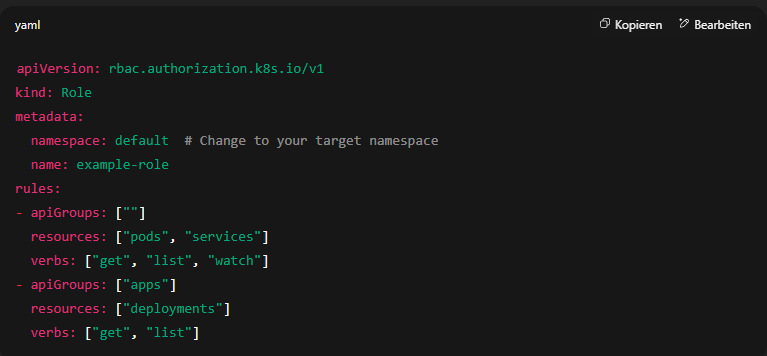 yaml
Kopieren
Bearbeiten
apiVersion: rbac.authorization.k8s.io/v1
kind: Role
metadata:
  namespace: default  # Change to your target namespace
  name: example-role
rules:
- apiGroups: [""]
  resources: ["pods", "services"]
  verbs: ["get", "list", "watch"]
- apiGroups: ["apps"]
  resources: ["deployments"]
  verbs: ["get", "list"]